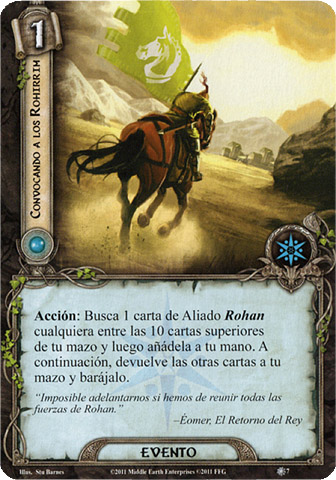 1
CONVOCANDO A LOS ROHIRRIM
Acción: Busca 1 carta de Aliado Rohan
cualquiera entre las 10 cartas superiores
de tu mazo y luego añádela a tu mano. A
continuación, devuelve las otras cartas a tu
mazo y barájalo.
“Imposible adelantarnos si hemos de reunir todas las
fuerzas de Rohan.”
–Éomer, El Retorno del Rey
EVENTO
Illus. Stu Barnes
©2011 Middle Earth Enterprises ©2011 FFG
7